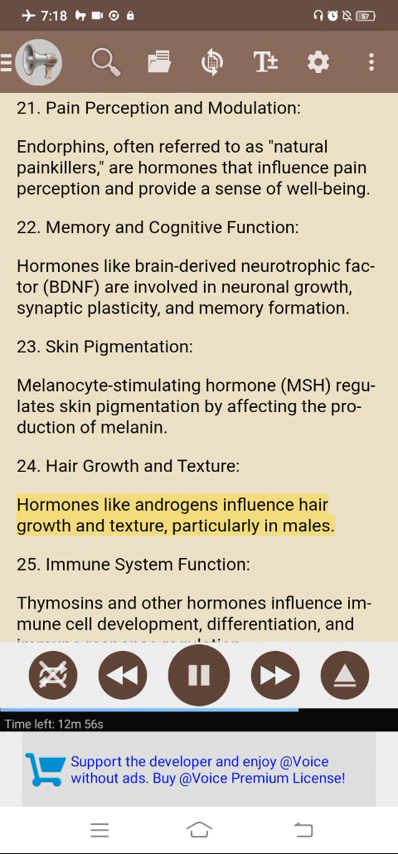 7:18
57
T±
21. Pain Perception and Modulation:
Endorphins, often referred to as "natural
painkillers," are hormones that influence pain
perception and provide a sense of well-being.
22. Memory and Cognitive Function:
Hormones like brain-derived neurotrophic fac-
tor (BDNF) are involved in neuronal growth,
synaptic plasticity, and memory formation.
23. Skin Pigmentation:
Melanocyte-stimulating hormone (MSH) regu-
lates skin pigmentation by affecting the pro-
duction of melanin.
24. Hair Growth and Texture:
Hormones like androgens influence hair
growth and texture, particularly in males.
25. Immune System Function:
Thymosins and other hormones influence im-
mune cell development, differentiation, and
Time left: 12m 56s
Support the developer and enjoy @Voice
without ads. Buy @Voice Premium License!